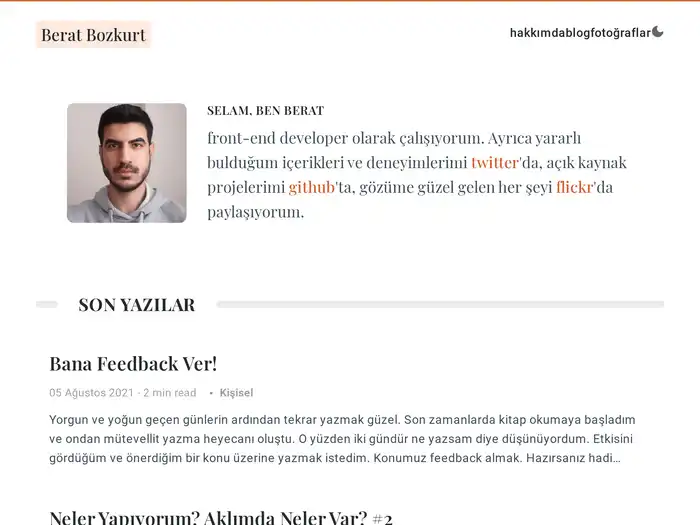 Berat Bozkurt
hakkımdablogfotoğraflar
SELAM, BEN BERAT
front-end developer olarak çalışıyorum. Ayrıca yararlı
bulduğum içerikleri ve deneyimlerimi twitter'da, açık kaynak
projelerimi github'ta, gözüme güzel gelen her şeyi flickr'da
paylaşıyorum.
SON YAZILAR
Bana Feedback Ver!
05 Ağustos 2021 · 2 min read • Kişisel
Yorgun ve yoğun geçen günlerin ardından tekrar yazmak güzel. Son zamanlarda kitap okumaya başladım
ve ondan mütevellit yazma heyecanı oluştu. O yüzden iki gündür ne yazsam diye düşünüyordum. Etkisini
gördüğüm ve önerdiğim bir konu üzerine yazmak istedim. Konumuz feedback almak. Hazırsanız hadi…
Neler Yapıyorum? Aklımda Neler Var? #2